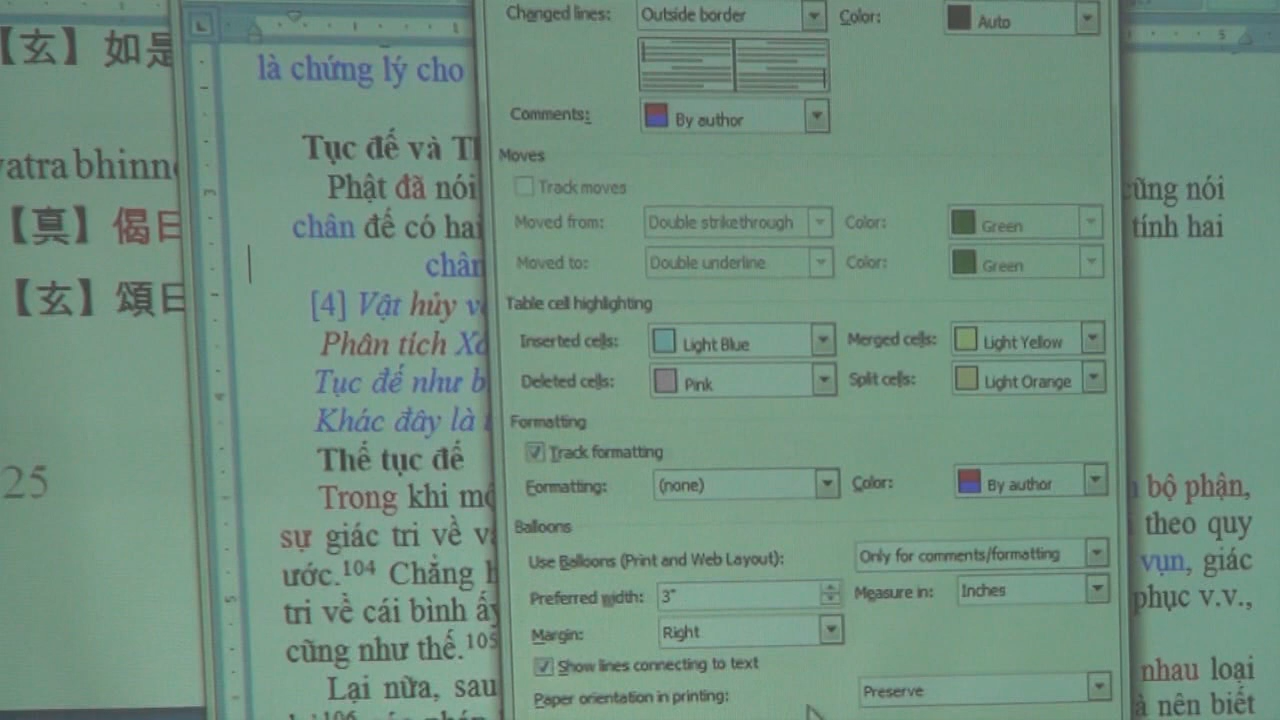 【玄】如是
bhinn
【真】偈曰
【玄】頌曰
25
là chứng lý cho
Tục đế và
Phật đã nói
chân đế có hai
chân
[4] Vật hủy
Phân tích
Tục đế như
Khác đây là
Thế tục đế
Trong khi
sự giác tri về
ước.104 Chẳng
tri về cái bình ấy
cũng như thế.105
Lại nữa, sau
Changed lines: Outside border Color: Auto
Comments: By author
Moves
Track moves
Moved from: Double strikethrough Color: Green
Moved to: Double underline Color: Green
Table cell highlighting
Inserted cells: Light Blue Merged cells: Light Yellow
Deleted cells: Pink Split cells: Light Orange
Formatting
Track formatting
Formatting: (none) Color: By author
Balloons
Use Balloons (Print and Web Layout): Only for comments/formatting
Preferred width: 3" Measure in: Inches
Margin: Right
Show lines connecting to text
Paper orientation in printing: Preserve
cũng nói
tính hai
bộ phận,
theo quy
vụn, giác
phục v.v.,
nhau loại
nên biết